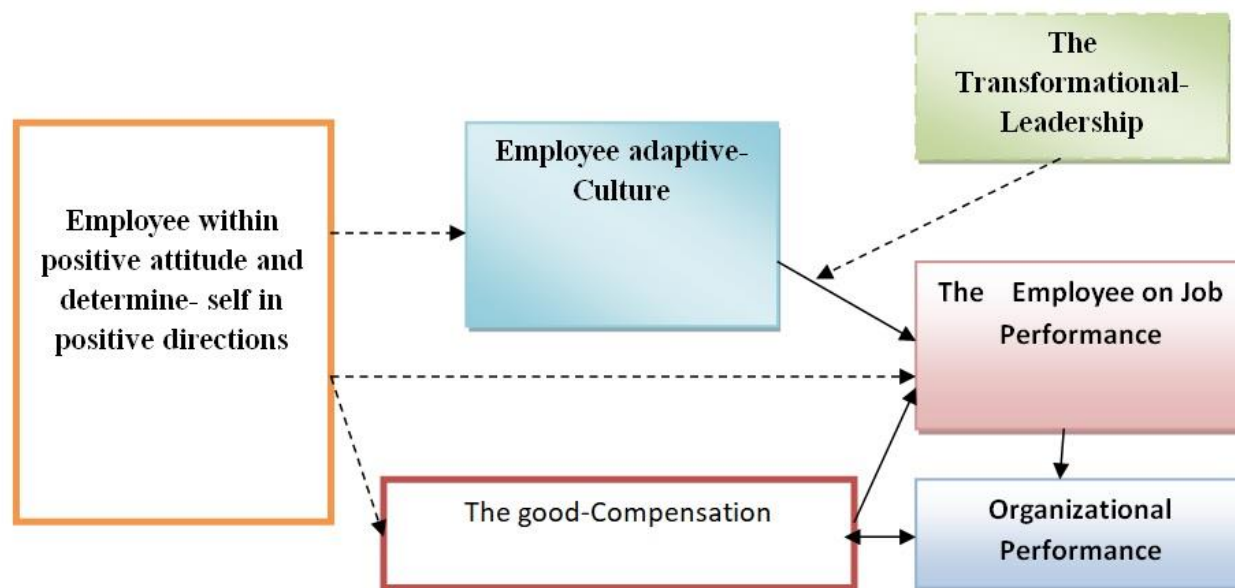 The
Transformational-
Leadership
Employee adaptive-
Culture
Employee within
positive attitude and
determine- self in
positive directions
The Employee on Job
Performance
The good-Compensation
Organizational
Performance